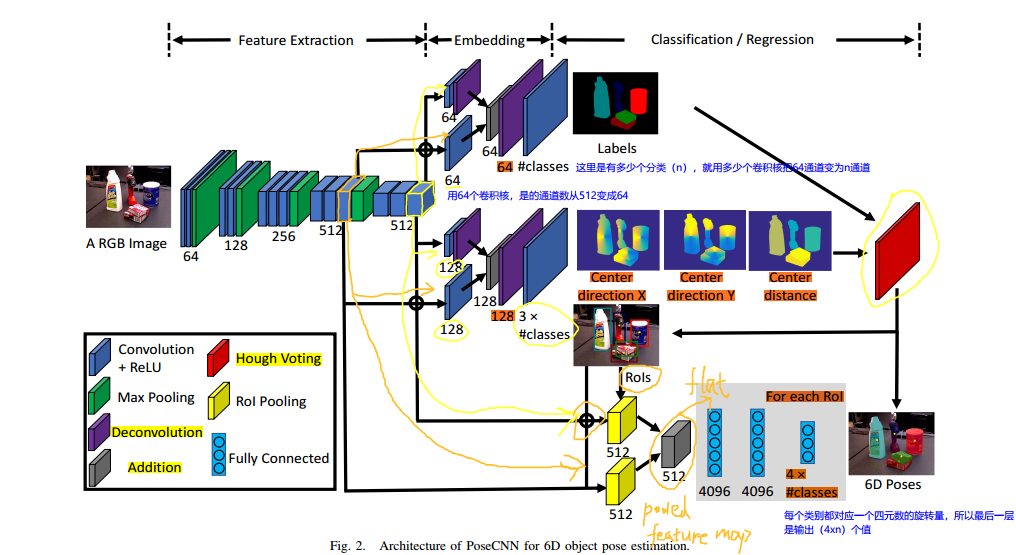 Feature Extraction
Embedding
Classification / Regression
64
64
64
64 #classes
Labels
这里是有多少个分类（n），就用多少个卷积核把64通道变为n通道
用64个卷积核，是的通道数从512变成64
A RGB Image
64
128
256
512
512
128
128
128
128
3 ×
#classes
Center
direction X
Center
direction Y
Center
distance
RoIs
flat
For each RoI
512
512
512
4096
4096
4 ×
#classes
6D Poses
pooled
feature map
每个类别都对应一个四元数的旋转量，所以最后一层
是输出（4xn）个值
Convolution
+ ReLU
Hough Voting
Max Pooling
RoI Pooling
Deconvolution
Addition
Fully Connected
Fig. 2. Architecture of PoseCNN for 6D object pose estimation.